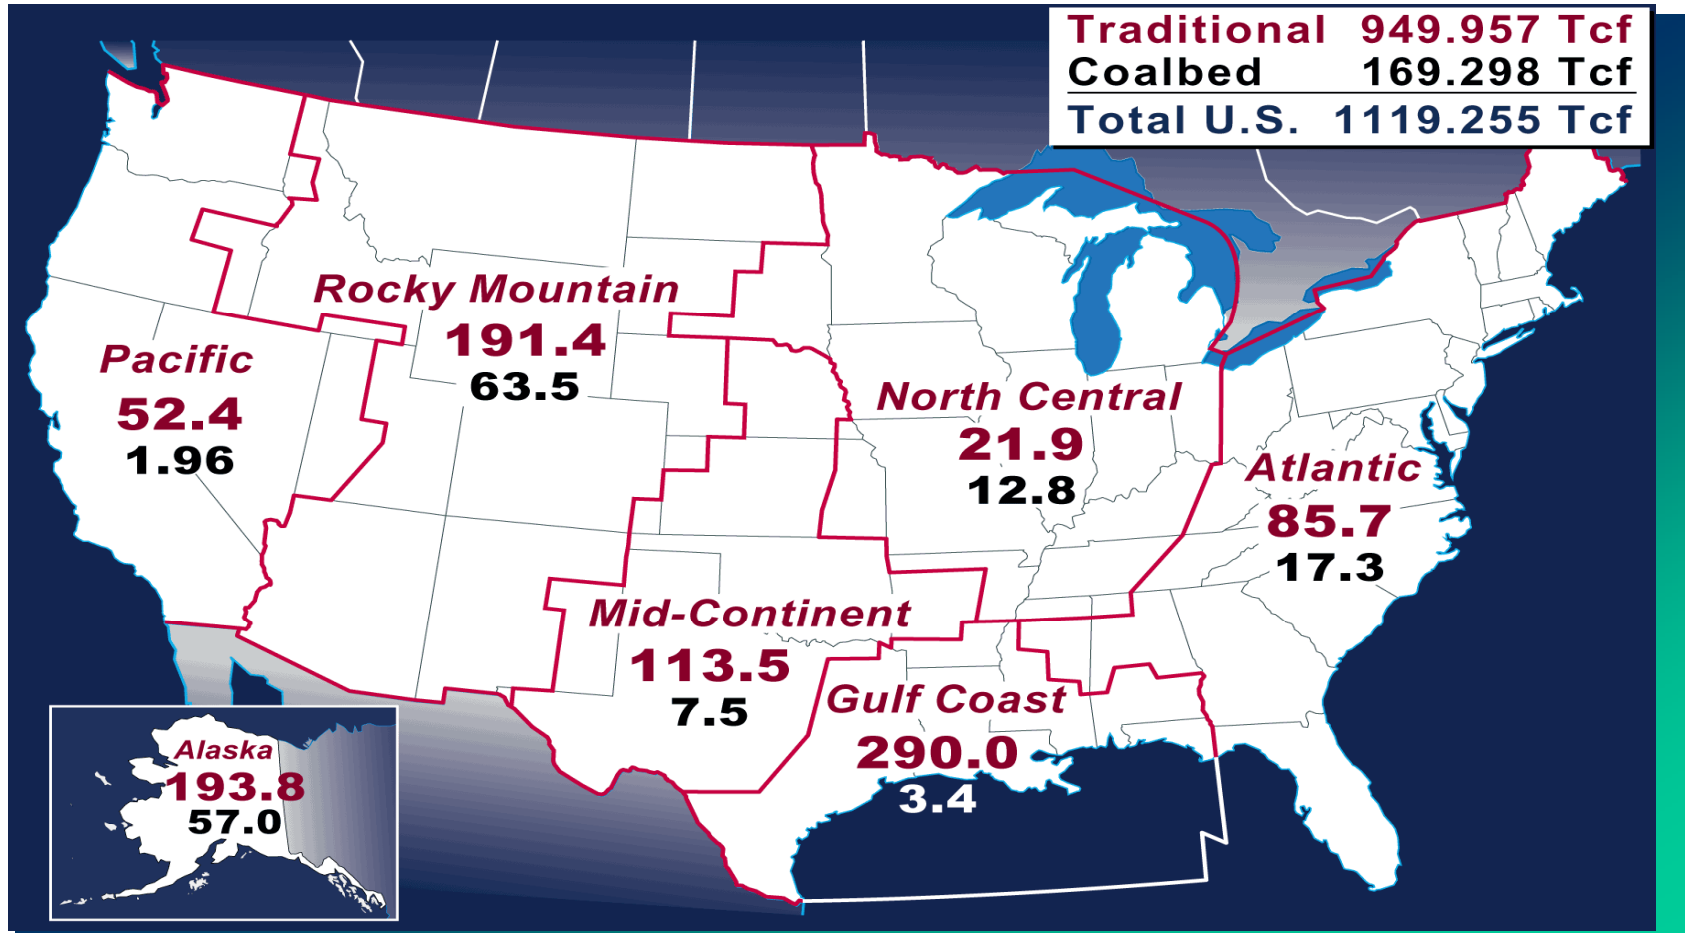 Traditional 949.957 Tcf
Coalbed 169.298 Tcf
Total U.S. 1119.255 Tcf
Rocky Mountain
191.4
63.5
Pacific
52.4
1.96
North Central
21.9
12.8
Atlantic
85.7
17.3
Mid-Continent
113.5
7.5
Gulf Coast
290.0
3.4
Alaska
193.8
57.0